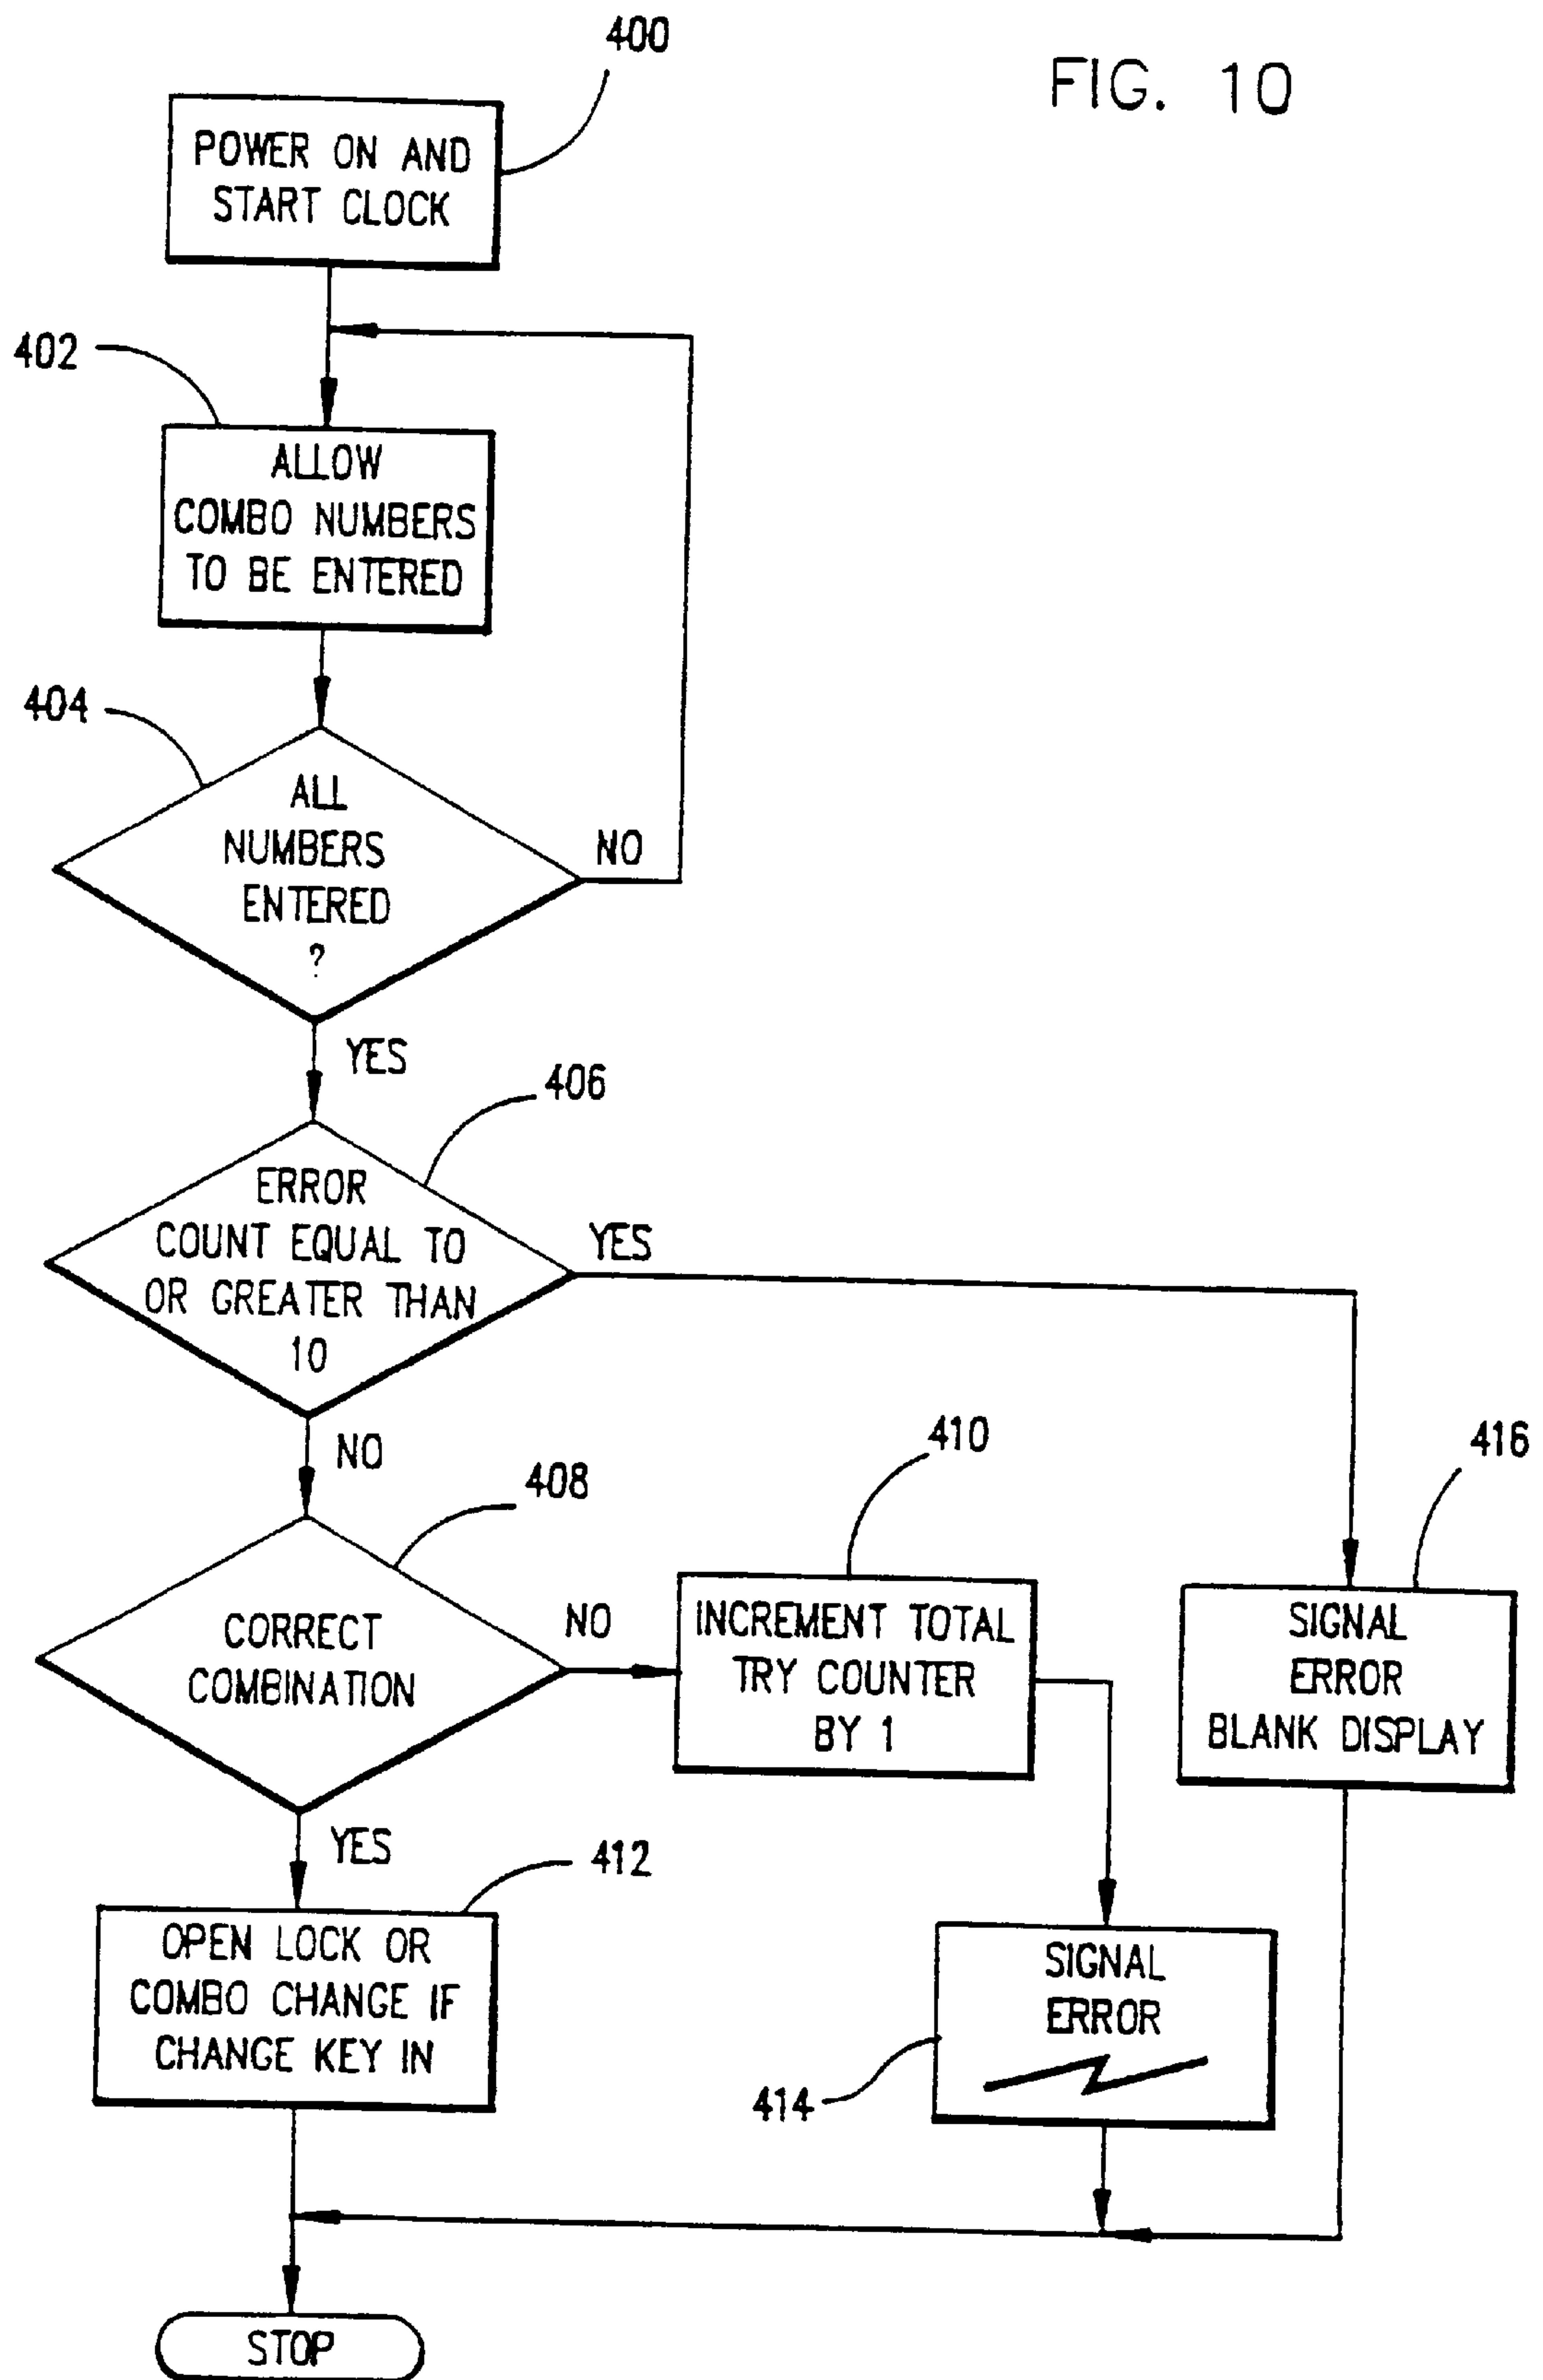 400
FIG. 10
POWER ON AND
START CLOCK
402
ALLOW
COMBO NUMBERS
TO BE ENTERED
404
ALL
NUMBERS
ENTERED
?
NO
YES
406
ERROR
COUNT EQUAL TO
OR GREATER THAN
10
YES
NO
408
CORRECT
COMBINATION
NO
410
INCREMENT TOTAL
TRY COUNTER
BY 1
416
SIGNAL
ERROR
BLANK DISPLAY
YES
412
OPEN LOCK OR
COMBO CHANGE IF
CHANGE KEY IN
SIGNAL
ERROR
414
STOP